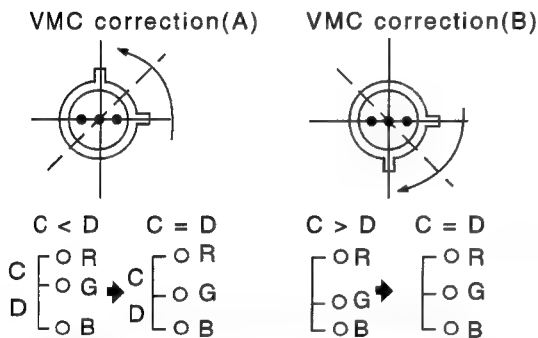 VMC correction(A) VMC correction(B)
C < D C = D C > D C = D
R R R R
C C
G G G G
D D
B B B B